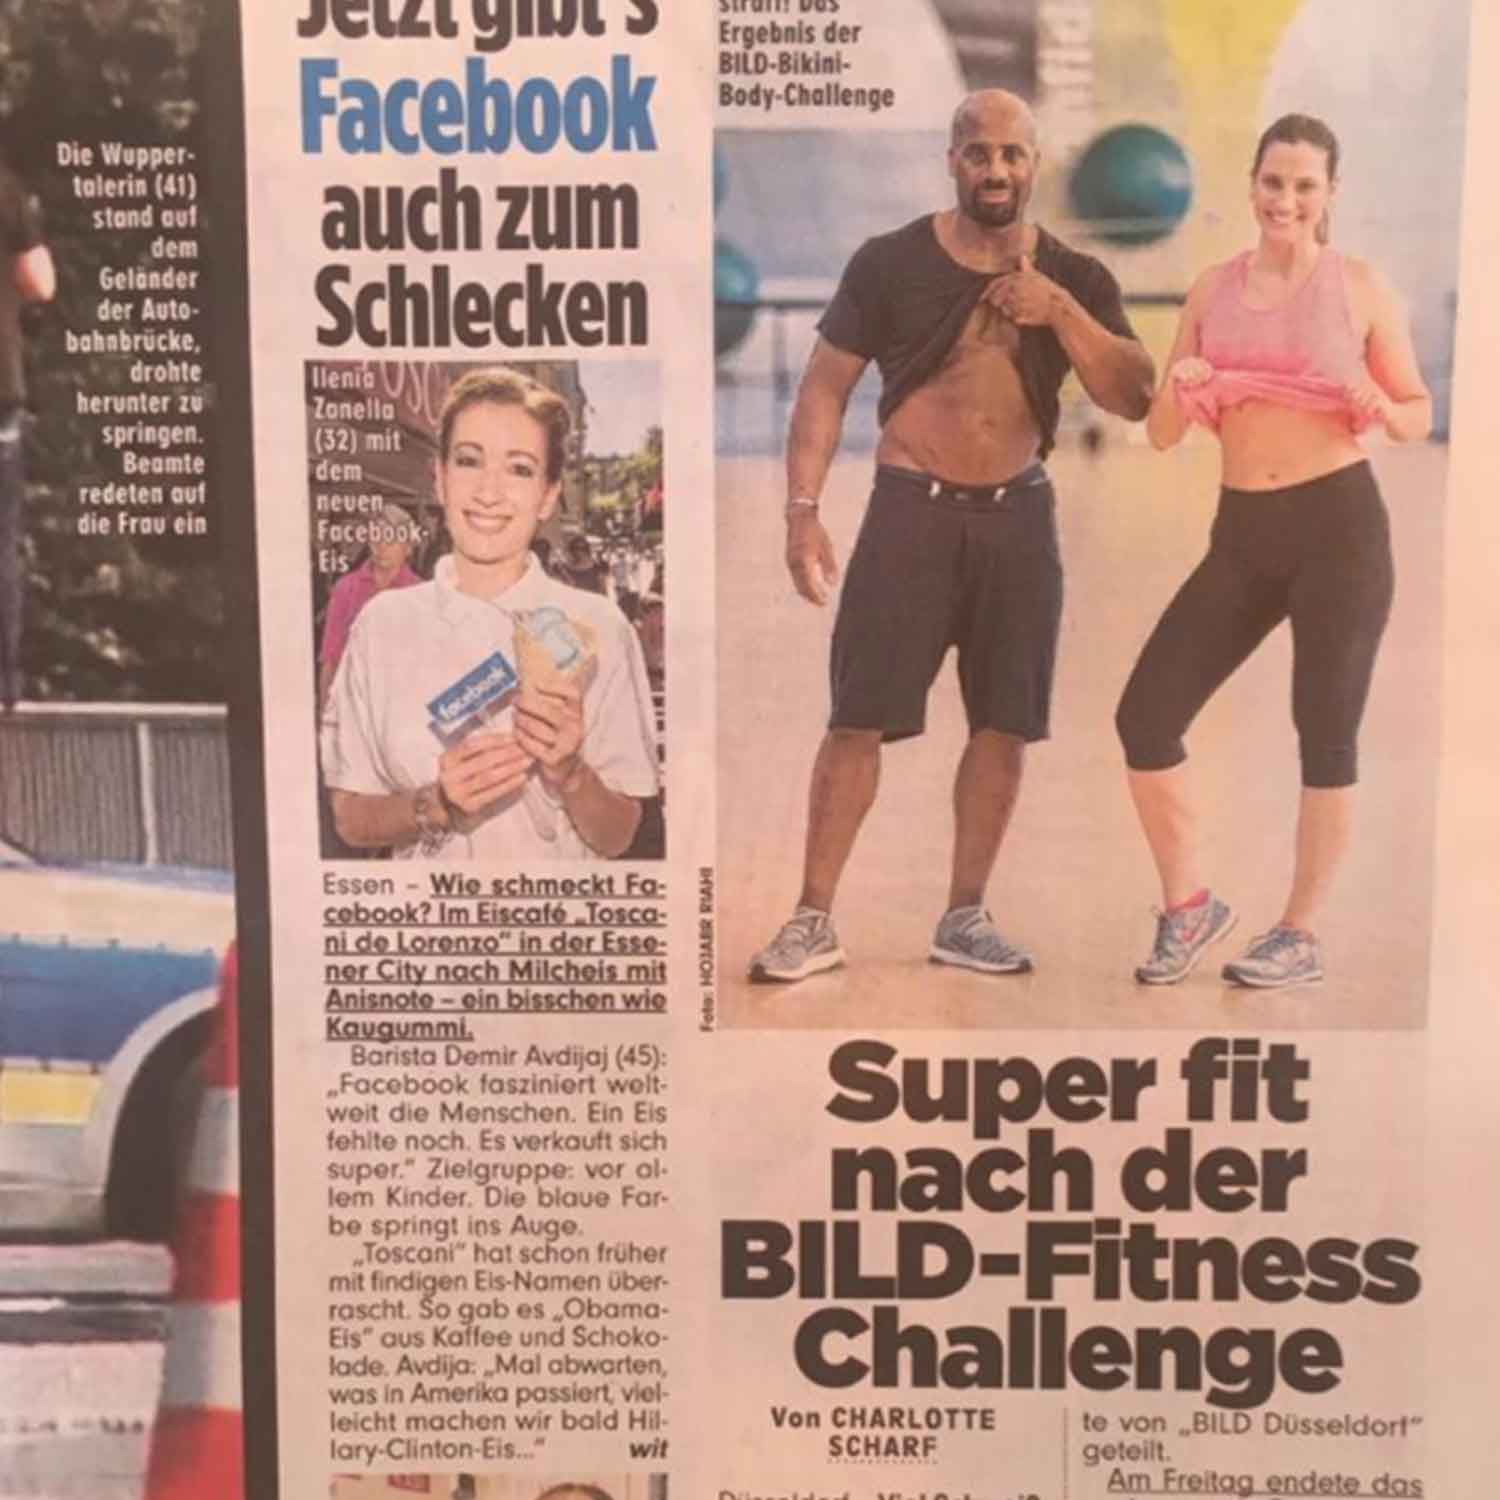 Die Wupper-
talerin (41)
stand auf
dem
Geländer
der Auto-
bahnbrücke,
drohte
herunter zu
springen.
Beamte
redeten auf
die Frau ein
Jetzt gibt's
Facebook
auch zum
Schlecken
Ilenia
Zanella
(32) mit
dem
neuen
Facebook-
Eis
facebook
Essen – Wie schmeckt Fa-
cebook? Im Eiscafé „Tosca-
ni de Lorenzo" in der Esse-
ner City nach Milcheis mit
Anisnote – ein bisschen wie
Kaugummi.
Barista Demir Avdijaj (45):
„Facebook fasziniert welt-
weit die Menschen. Ein Eis
fehlte noch. Es verkauft sich
super." Zielgruppe: vor al-
lem Kinder. Die blaue Far-
be springt ins Auge.
„Toscani" hat schon früher
mit findigen Eis-Namen über-
rascht. So gab es „Obama-
Eis" aus Kaffee und Schoko-
lade. Avdija: „Mal abwarten,
was in Amerika passiert, viel-
leicht machen wir bald Hil-
lary-Clinton-Eis..." wit
straff! Das
Ergebnis der
BILD-Bikini-
Body-Challenge
Foto: HOJABR RIAHI
Super fit
nach der
BILD-Fitness
Challenge
Von CHARLOTTE
SCHARF
te von „BILD Düsseldorf"
geteilt.
Am Freitag endete das